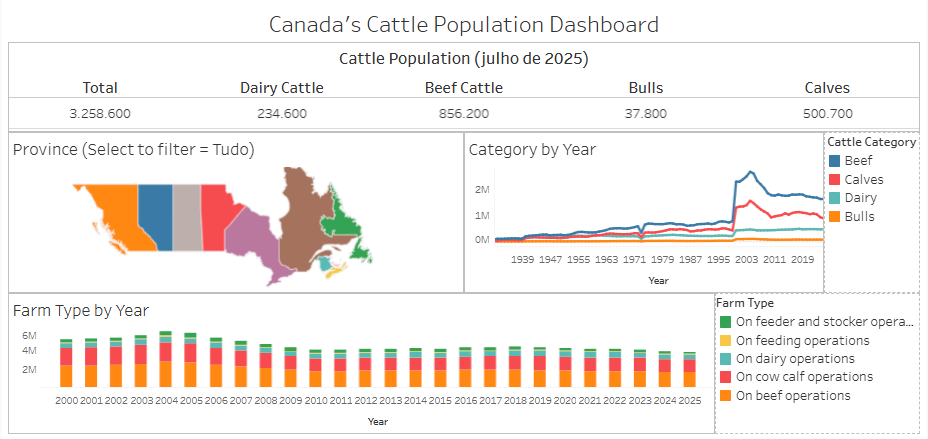 Canada's Cattle Population Dashboard
Cattle Population (julho de 2025)
Total Dairy Cattle Beef Cattle Bulls Calves
3.258.600 234.600 856.200 37.800 500.700
Province (Select to filter = Tudo)
Category by Year
2M
1M
0M
1939 1947 1955 1963 1971 1979 1987 1995 2003 2011 2019
Year
Cattle Category
Beef
Calves
Dairy
Bulls
Farm Type by Year
6M
4M
2M
2000 2001 2002 2003 2004 2005 2006 2007 2008 2009 2010 2011 2012 2013 2014 2015 2016 2017 2018 2019 2020 2021 2022 2023 2024 2025
Year
Farm Type
On feeder and stocker opera...
On feeding operations
On dairy operations
On cow calf operations
On beef operations